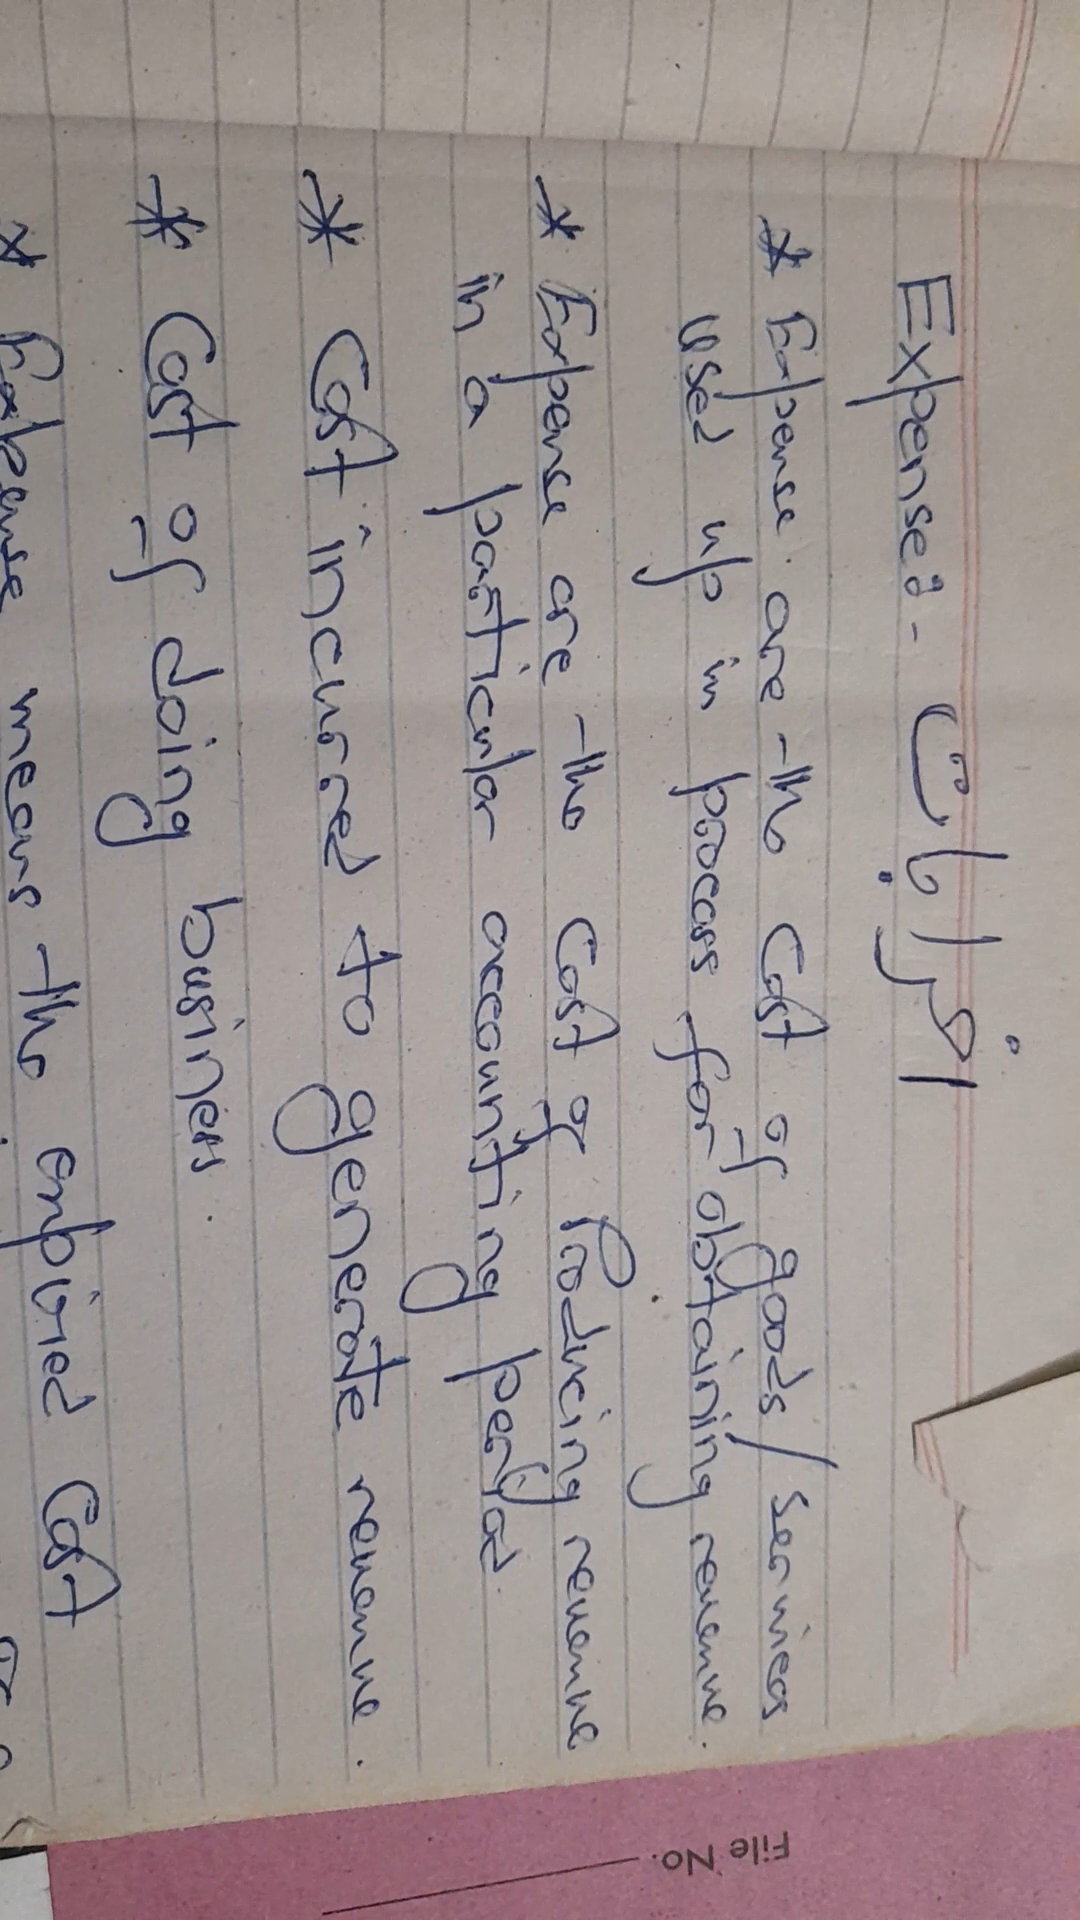 Expense:- اخراجات
* Expense are the cost of goods/services
used up in process for obtaining revenue.
* Expense are the cost of Producing revenue
in a particular accounting period.
* Cost incurred to generate revenue.
* Cost of doing business.
* Expense means the expired cost
File No.